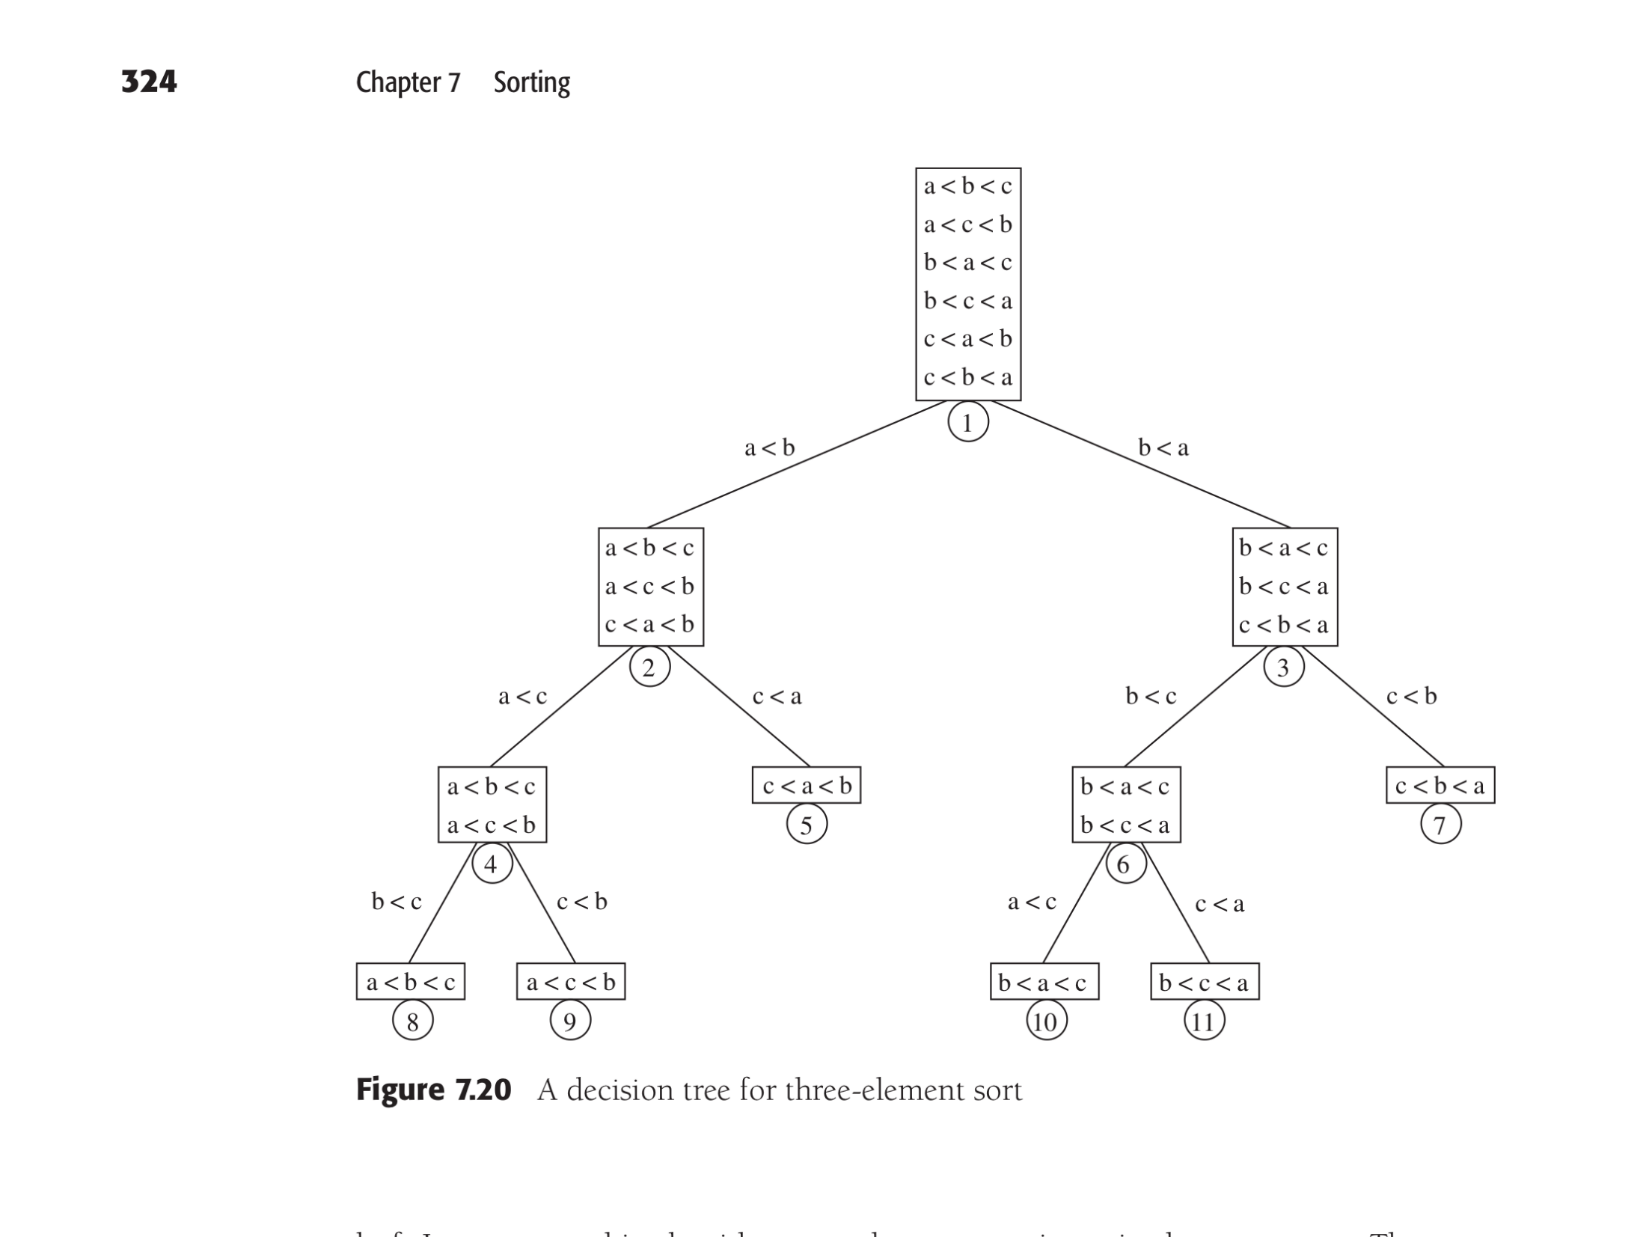 324 Chapter 7 Sorting
a < b < c
a < c < b
b < a < c
b < c < a
c < a < b
c < b < a
1
a < b
b < a
a < b < c
a < c < b
c < a < b
2
b < a < c
b < c < a
c < b < a
3
a < c
c < a
b < c
c < b
a < b < c
a < c < b
4
c < a < b
5
b < a < c
b < c < a
6
c < b < a
7
b < c
c < b
a < c
c < a
a < b < c
8
a < c < b
9
b < a < c
10
b < c < a
11
Figure 7.20 A decision tree for three-element sort